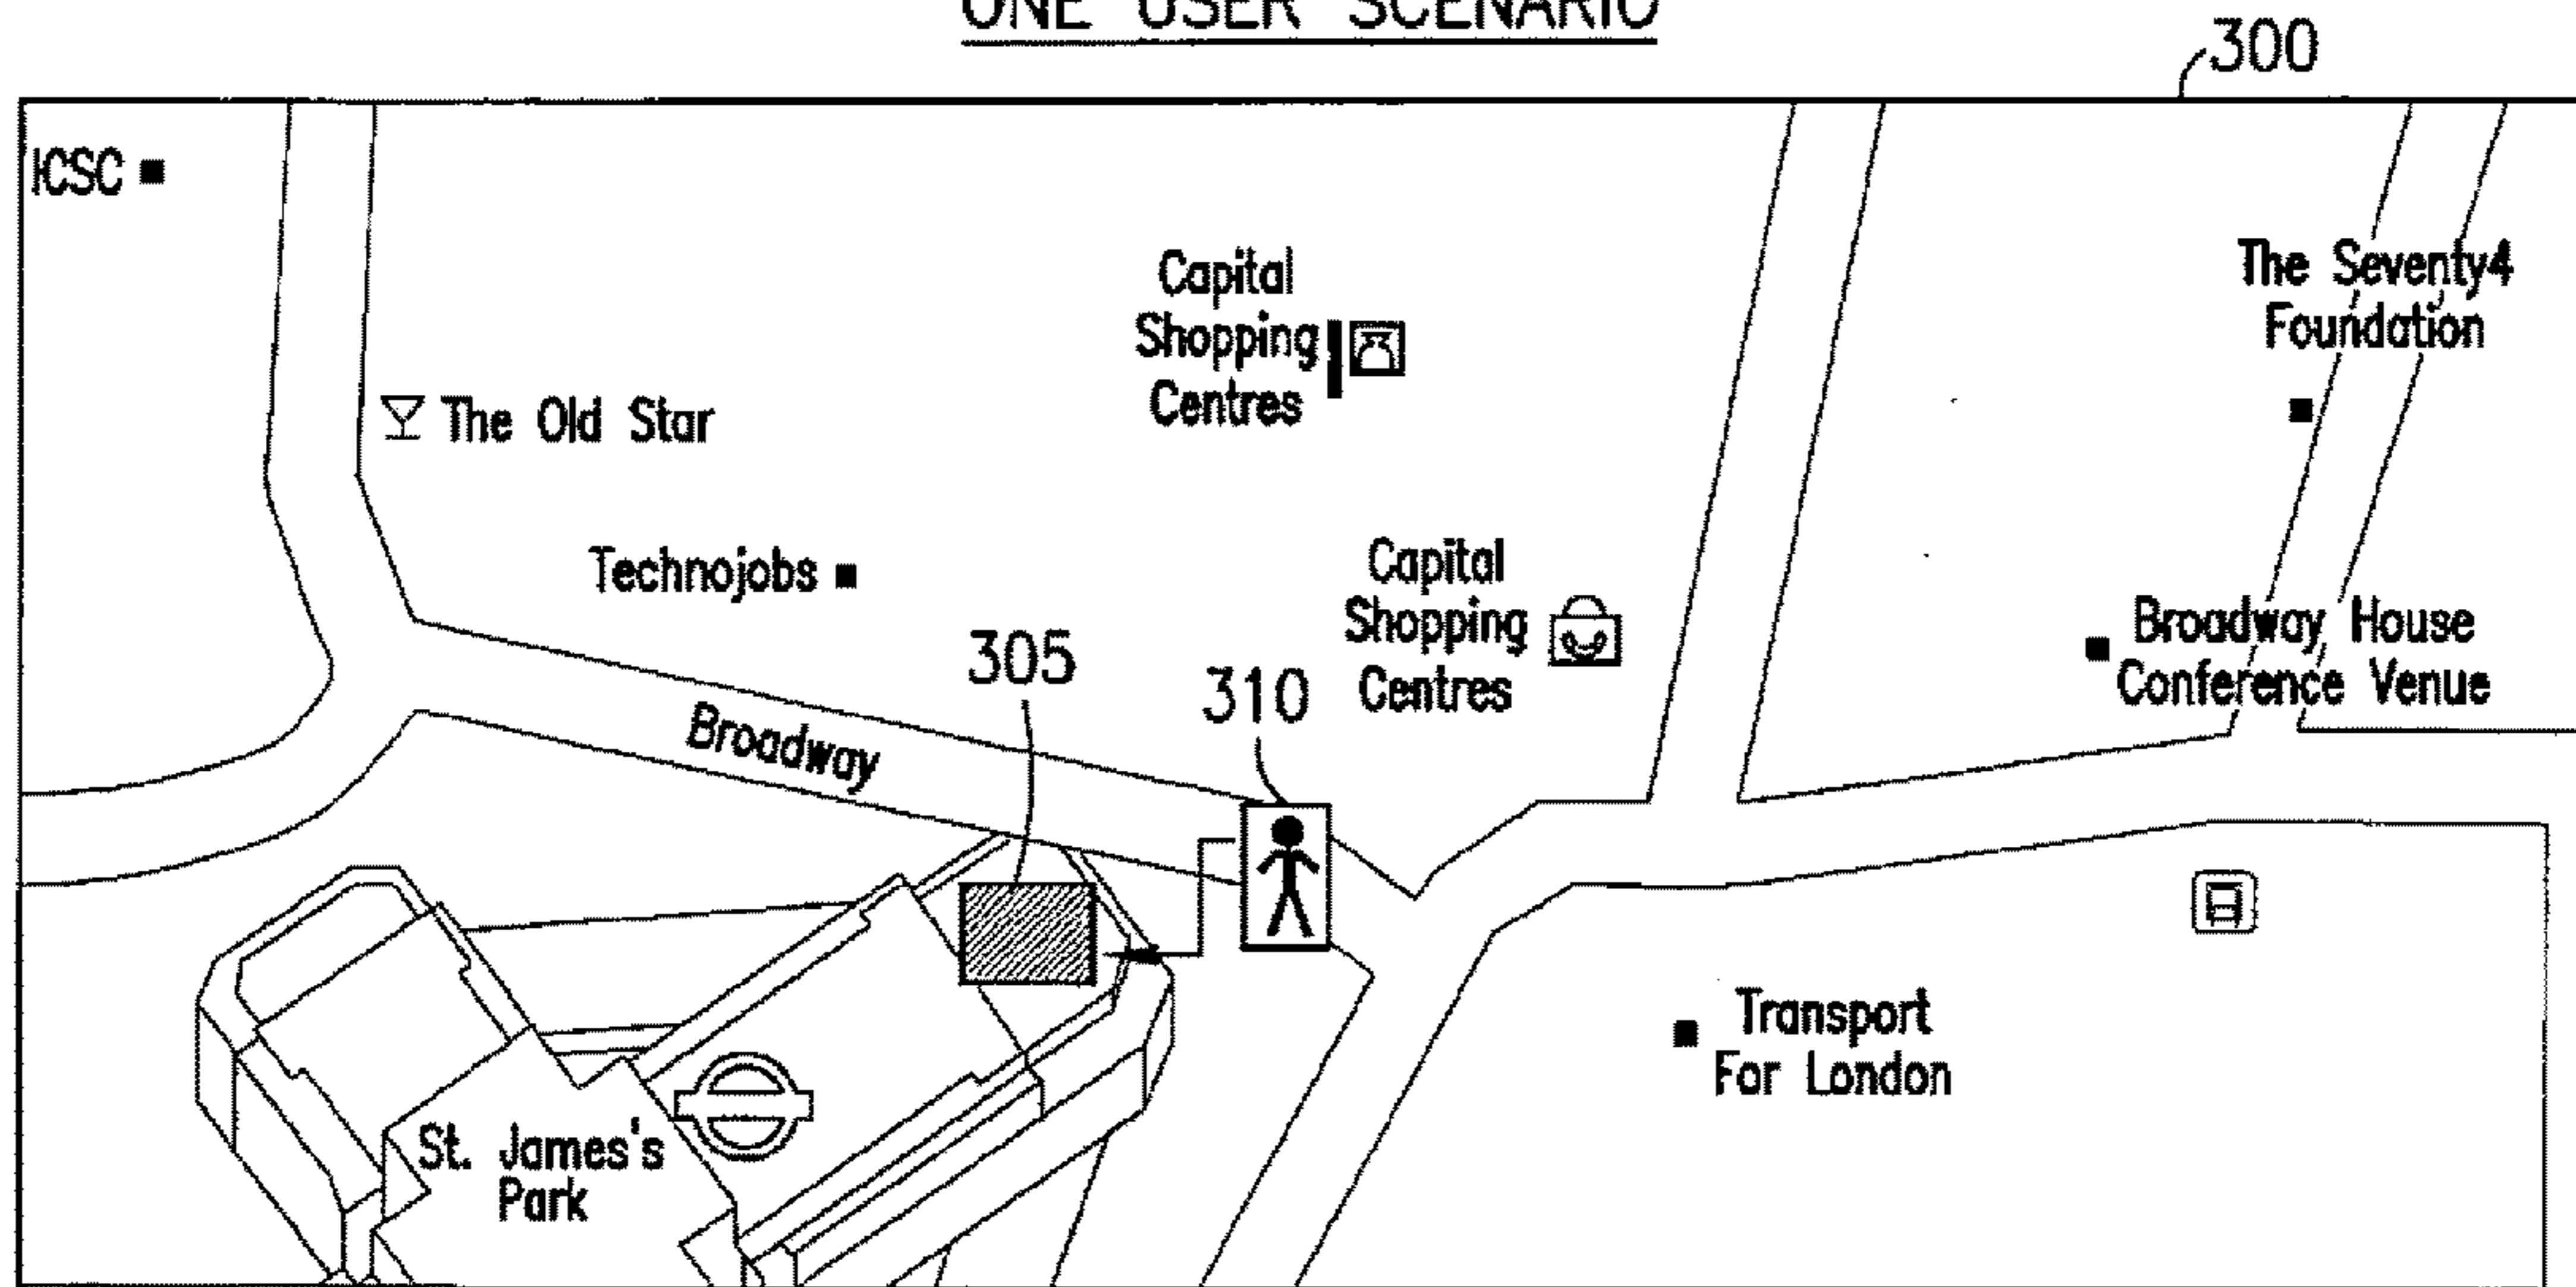 ONE USER SCENARIO
300
ICSC
Capital
Shopping
Centres
The Seventy4
Foundation
The Old Star
Technojobs
Capital
Shopping
Centres
Broadway House
Conference Venue
305
310
Broadway
Transport
For London
St. James's
Park